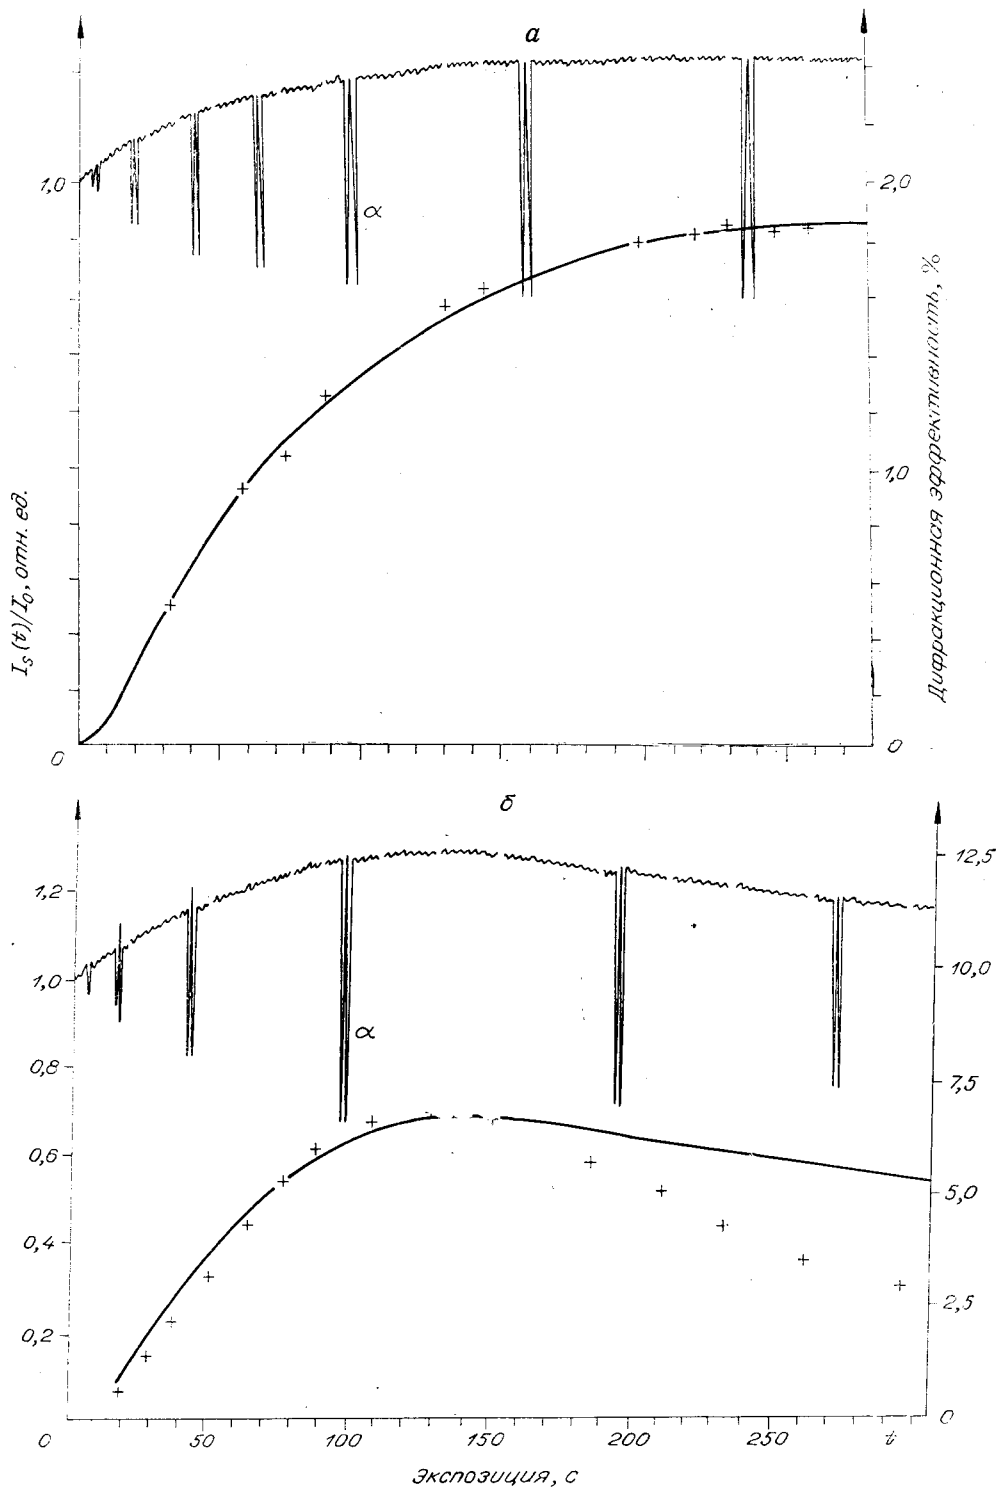 а
1,0
2,0
α
1,0
I_s(t)/I_0, отн. ед.
Дифракционная эффективность, %
0
0
б
1,2
12,5
1,0
10,0
α
0,8
7,5
0,6
5,0
0,4
2,5
0,2
0
0 50 100 150 200 250 t
Экспозиция, с